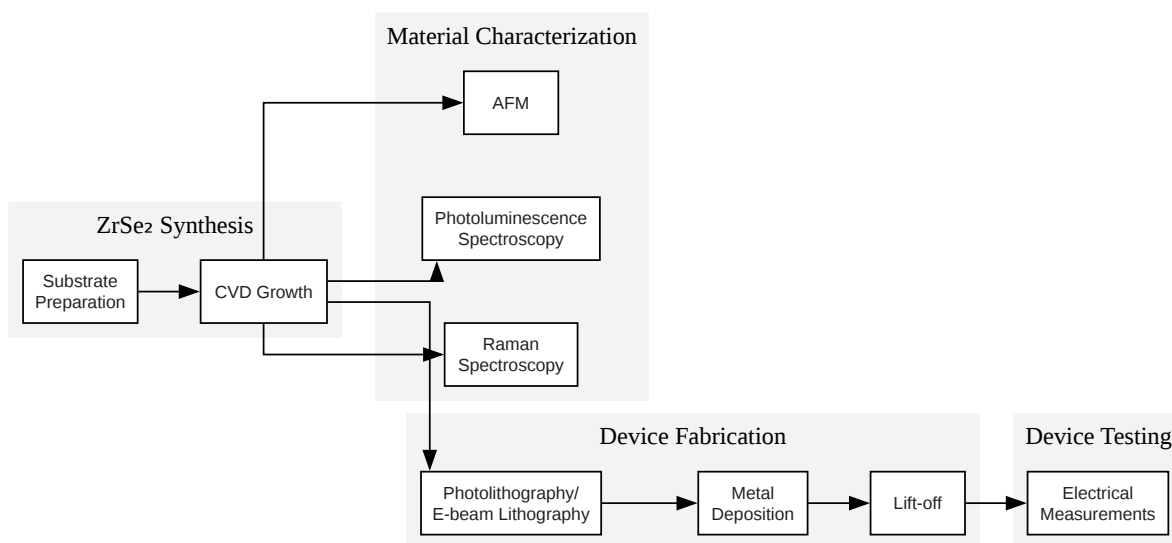 Material Characterization
AFM
Photoluminescence
Spectroscopy
ZrSe₂ Synthesis
Substrate
Preparation
CVD Growth
Raman
Spectroscopy
Device Fabrication
Device Testing
Photolithography/
E-beam Lithography
Metal
Deposition
Lift-off
Electrical
Measurements